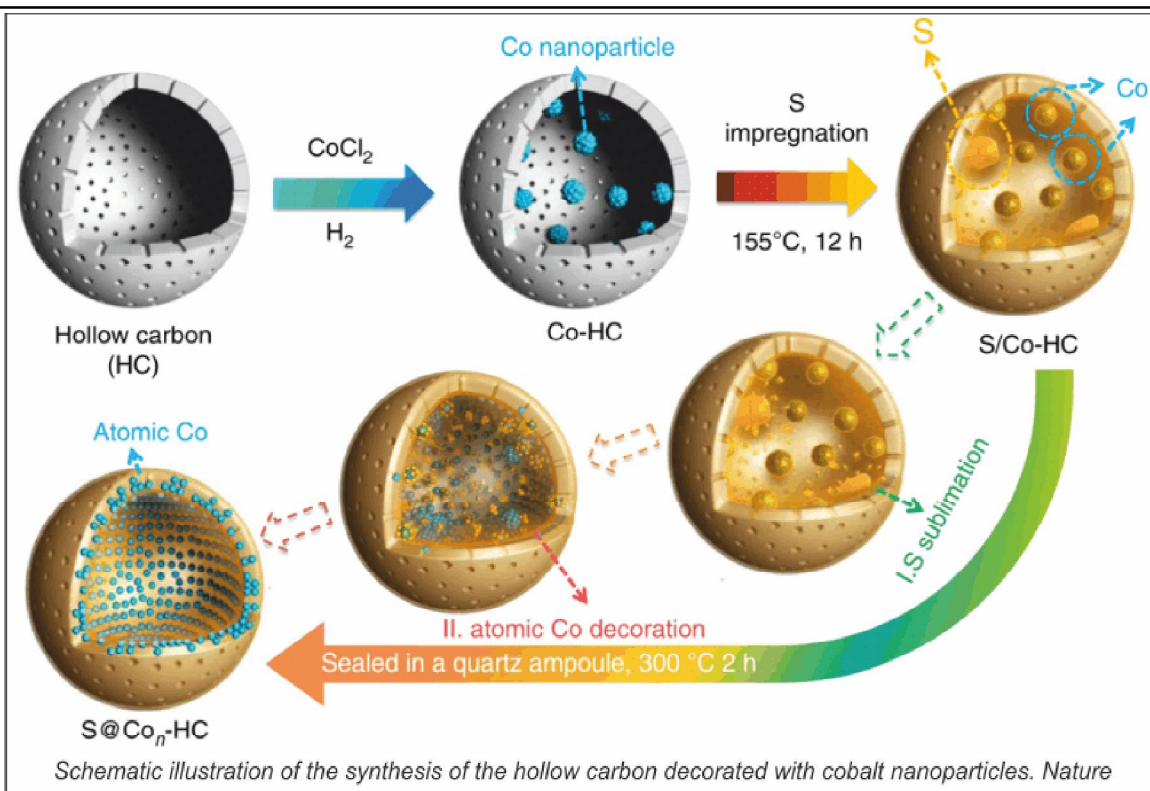 Co nanoparticle
S
Co
CoCl₂
H₂
S
impregnation
155°C, 12 h
Hollow carbon
(HC)
Co-HC
S/Co-HC
Atomic Co
I.S sublimation
II. atomic Co decoration
Sealed in a quartz ampoule, 300 °C 2 h
S@Coₙ-HC
Schematic illustration of the synthesis of the hollow carbon decorated with cobalt nanoparticles. Nature